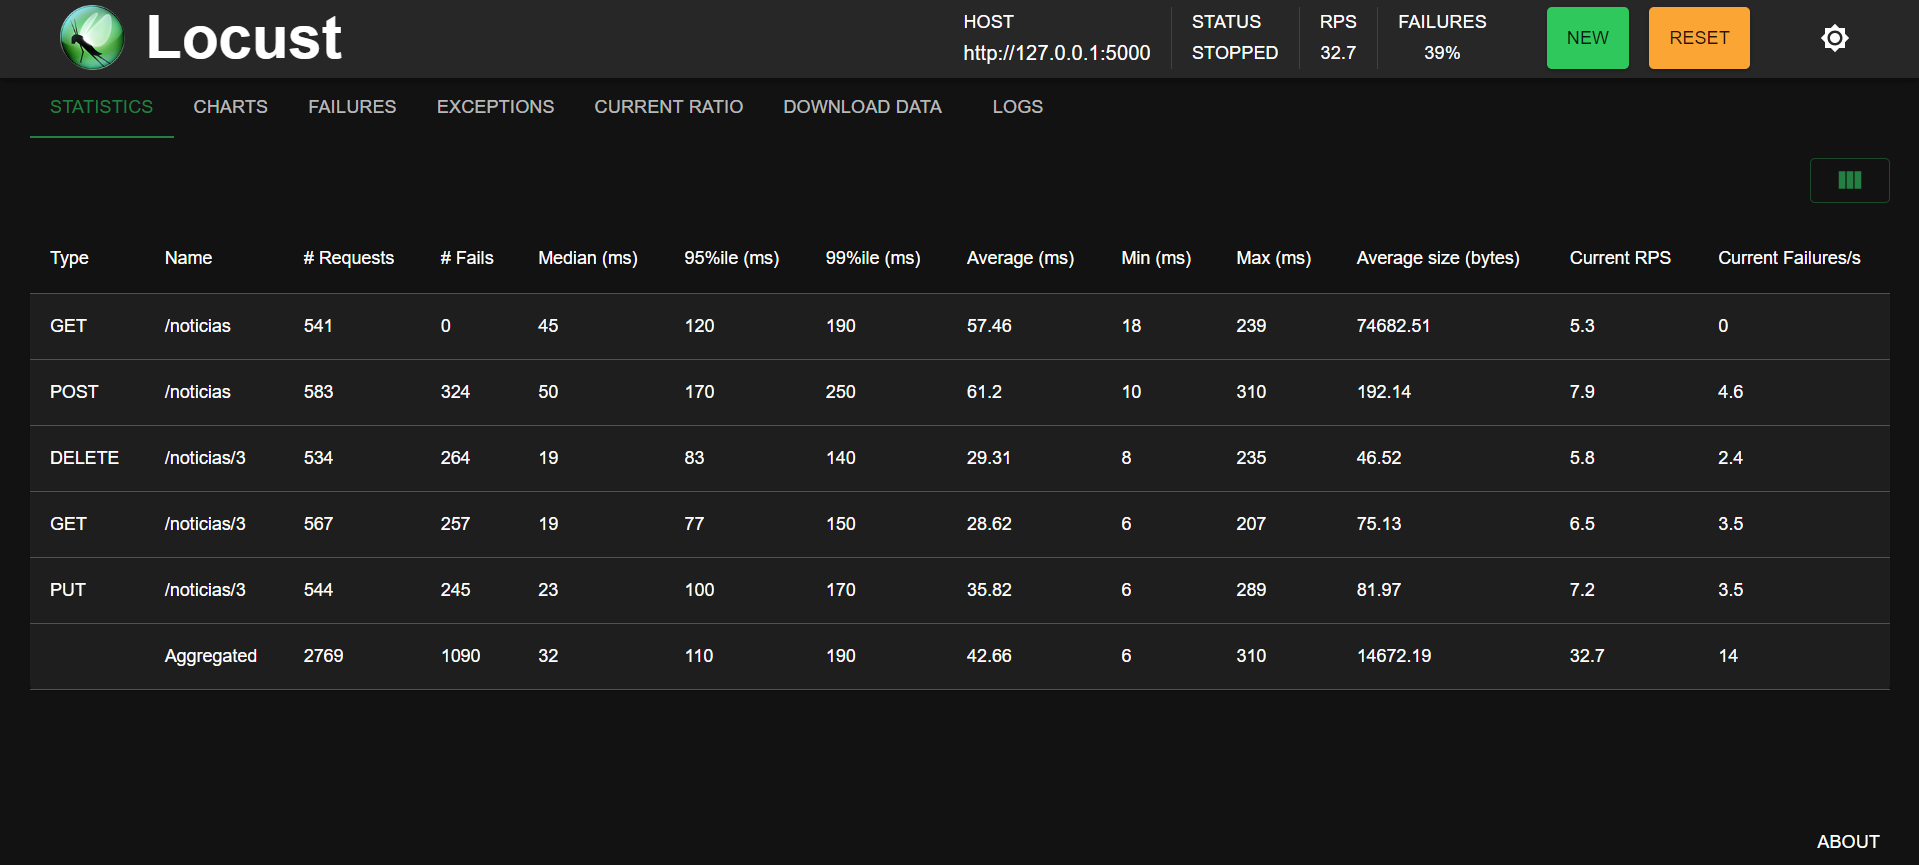 Locust
HOST
http://127.0.0.1:5000
STATUS
STOPPED
RPS
32.7
FAILURES
39%
NEW
RESET
STATISTICS CHARTS FAILURES EXCEPTIONS CURRENT RATIO DOWNLOAD DATA LOGS
Type Name # Requests # Fails Median (ms) 95%ile (ms) 99%ile (ms) Average (ms) Min (ms) Max (ms) Average size (bytes) Current RPS Current Failures/s
GET /noticias 541 0 45 120 190 57.46 18 239 74682.51 5.3 0
POST /noticias 583 324 50 170 250 61.2 10 310 192.14 7.9 4.6
DELETE /noticias/3 534 264 19 83 140 29.31 8 235 46.52 5.8 2.4
GET /noticias/3 567 257 19 77 150 28.62 6 207 75.13 6.5 3.5
PUT /noticias/3 544 245 23 100 170 35.82 6 289 81.97 7.2 3.5
Aggregated 2769 1090 32 110 190 42.66 6 310 14672.19 32.7 14
ABOUT